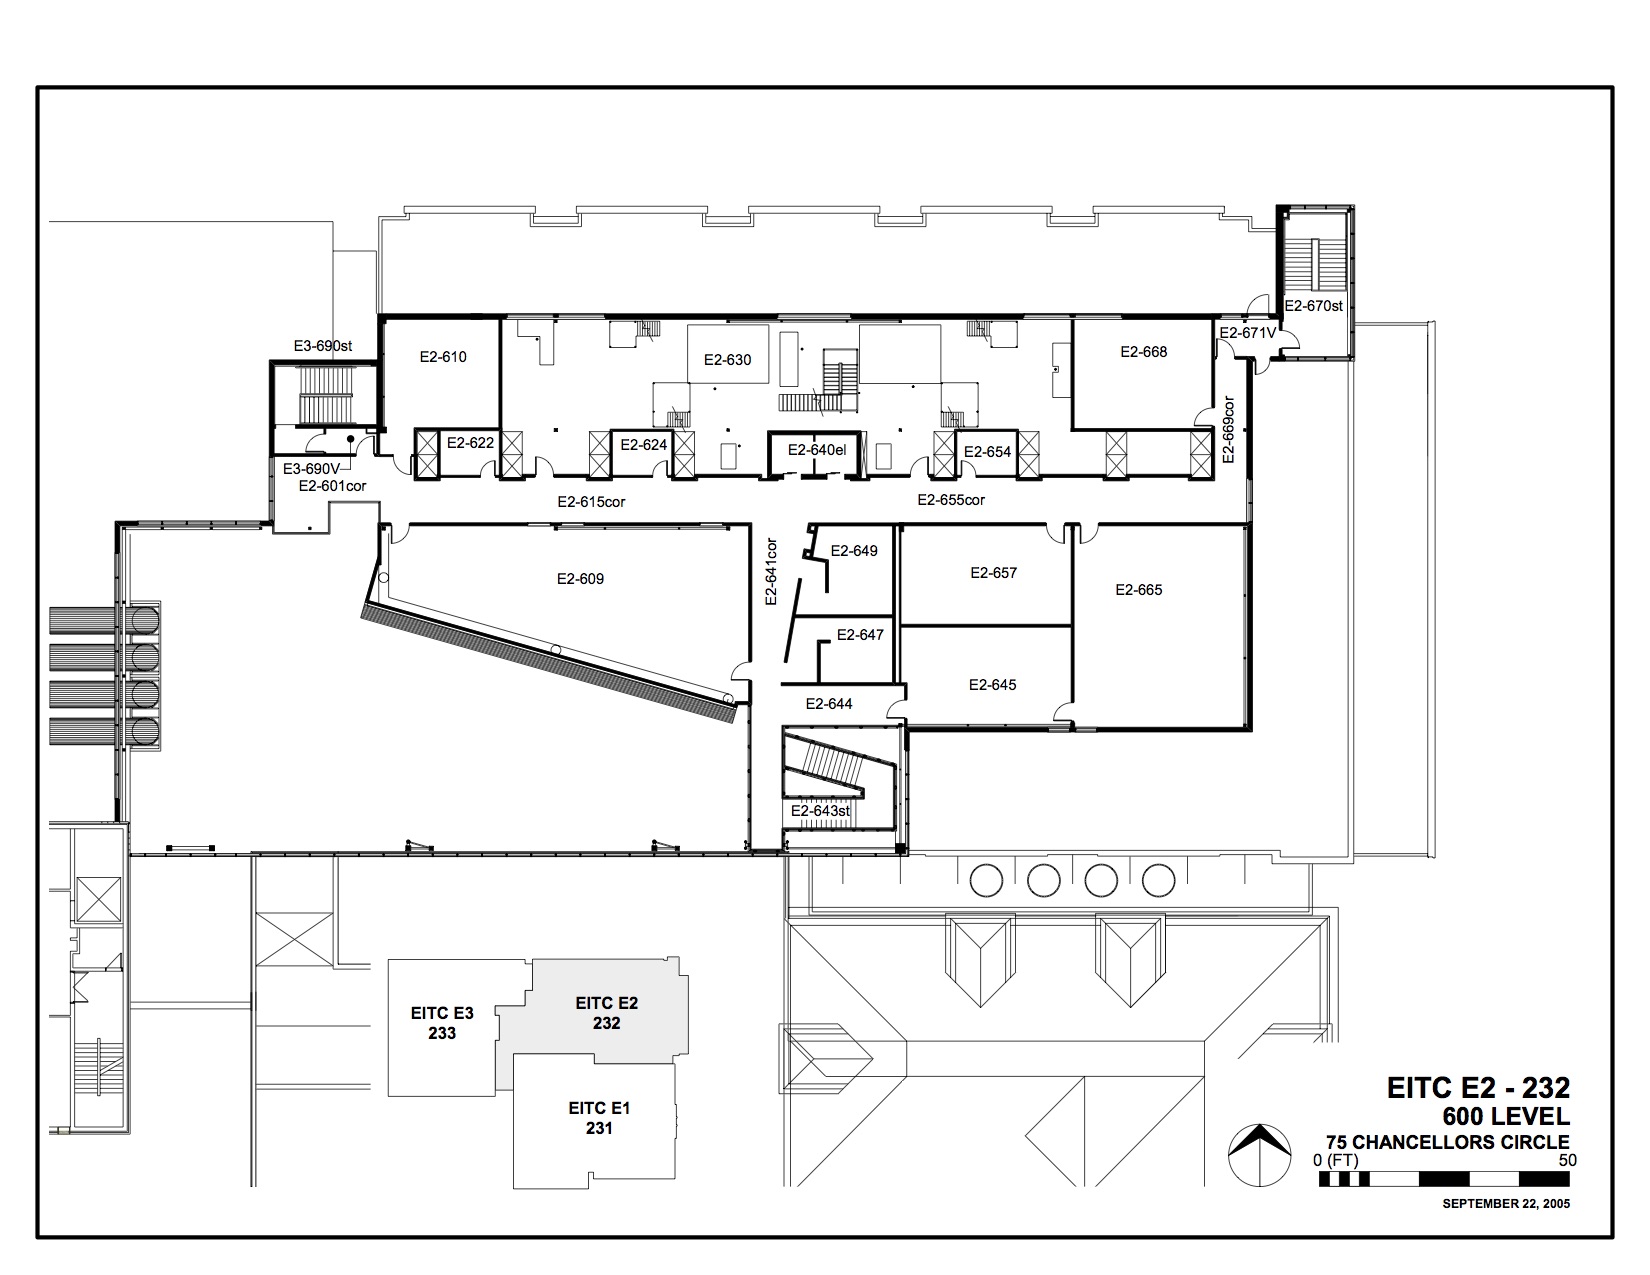 E3-690st
E2-610
E2-630
E2-668
E2-671V
E2-670st
E2-622
E2-624
E2-640el
E2-654
E2-669cor
E3-690V
E2-601cor
E2-615cor
E2-655cor
E2-641cor
E2-649
E2-609
E2-657
E2-665
E2-647
E2-645
E2-644
E2-643st
EITC E3
233
EITC E2
232
EITC E1
231
EITC E2 - 232
600 LEVEL
75 CHANCELLORS CIRCLE
0 (FT) 50
SEPTEMBER 22, 2005